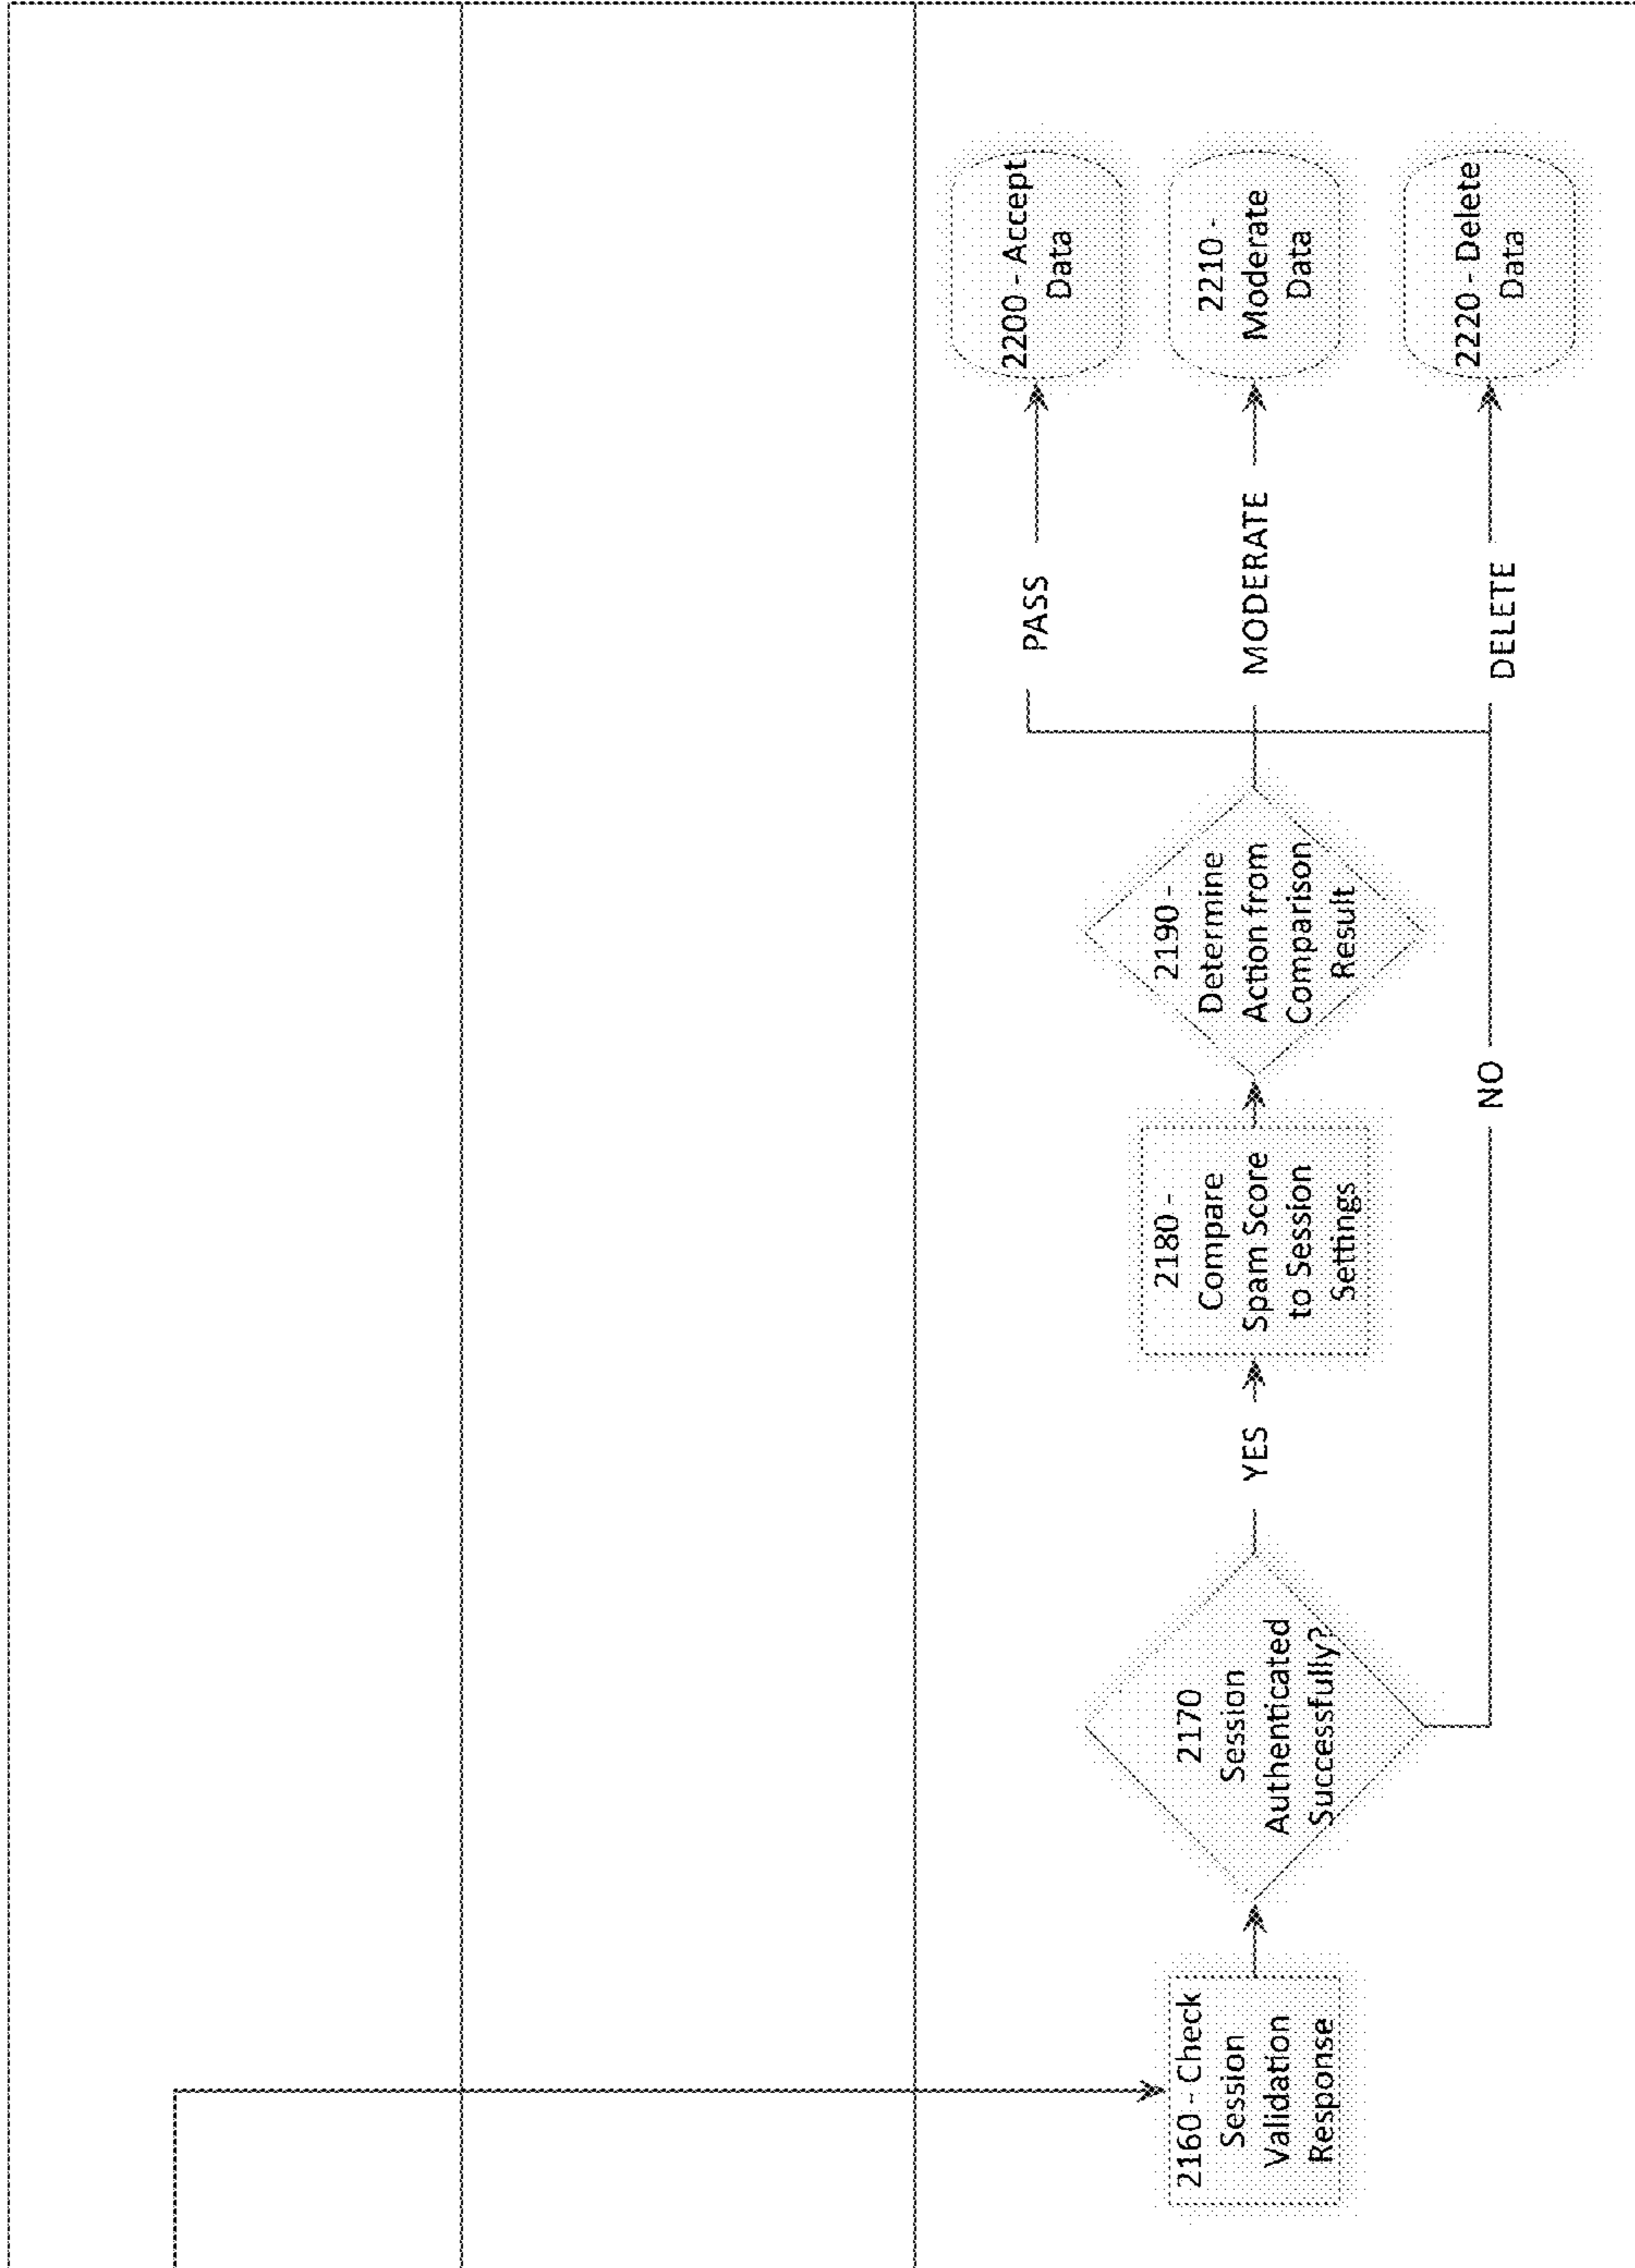 2160 - Check
Session
Validation
Response
2170
Session
Authenticated
Successfully?
YES
NO
2180 -
Compare
Spam Score
to Session
Settings
2190 -
Determine
Action from
Comparison
Result
PASS
MODERATE
DELETE
2200 - Accept
Data
2210 -
Moderate
Data
2220 - Delete
Data